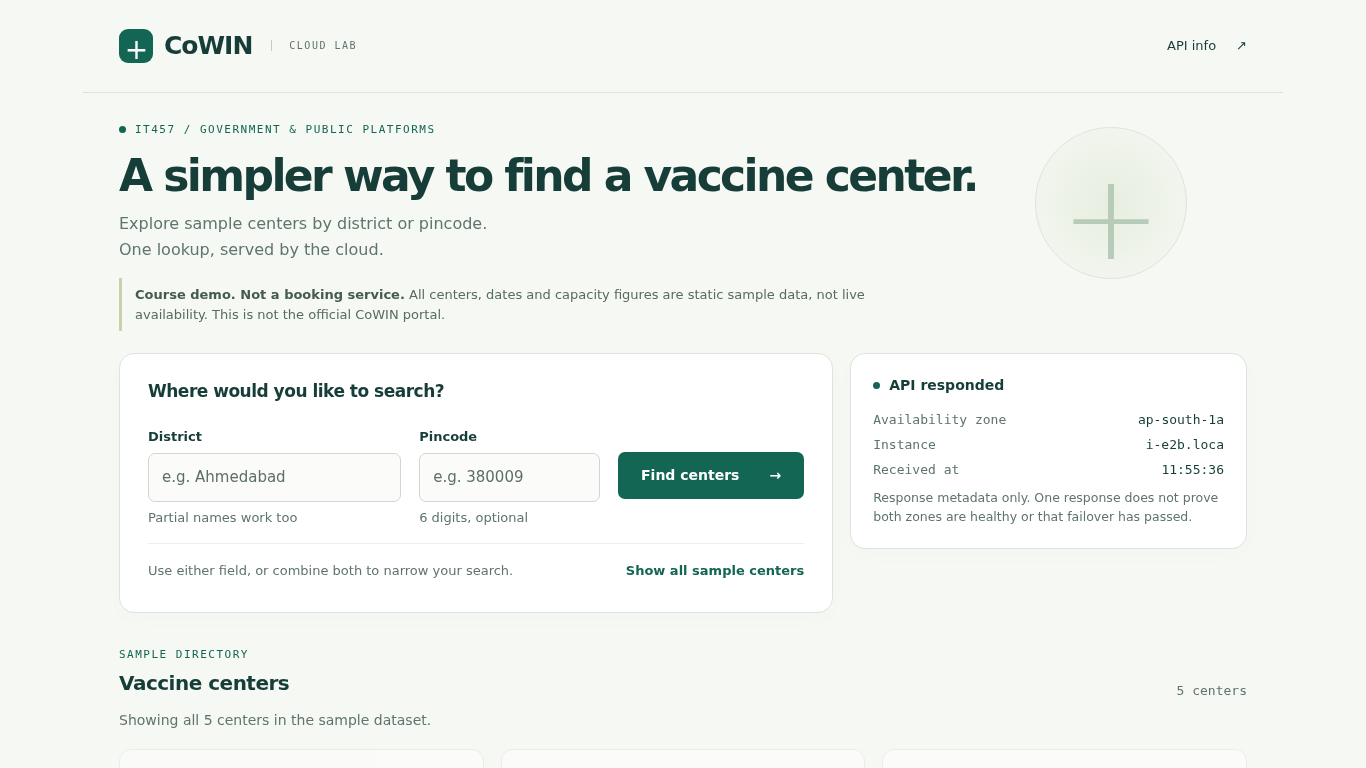 CoWIN
CLOUD LAB
API info ↗
IT457 / GOVERNMENT & PUBLIC PLATFORMS
A simpler way to find a vaccine center.
Explore sample centers by district or pincode.
One lookup, served by the cloud.
Course demo. Not a booking service. All centers, dates and capacity figures are static sample data, not live
availability. This is not the official CoWIN portal.
Where would you like to search?
District
e.g. Ahmedabad
Partial names work too
Pincode
e.g. 380009
6 digits, optional
Find centers →
Use either field, or combine both to narrow your search.
Show all sample centers
API responded
Availability zone ap-south-1a
Instance i-e2b.loca
Received at 11:55:36
Response metadata only. One response does not prove
both zones are healthy or that failover has passed.
SAMPLE DIRECTORY
Vaccine centers
5 centers
Showing all 5 centers in the sample dataset.